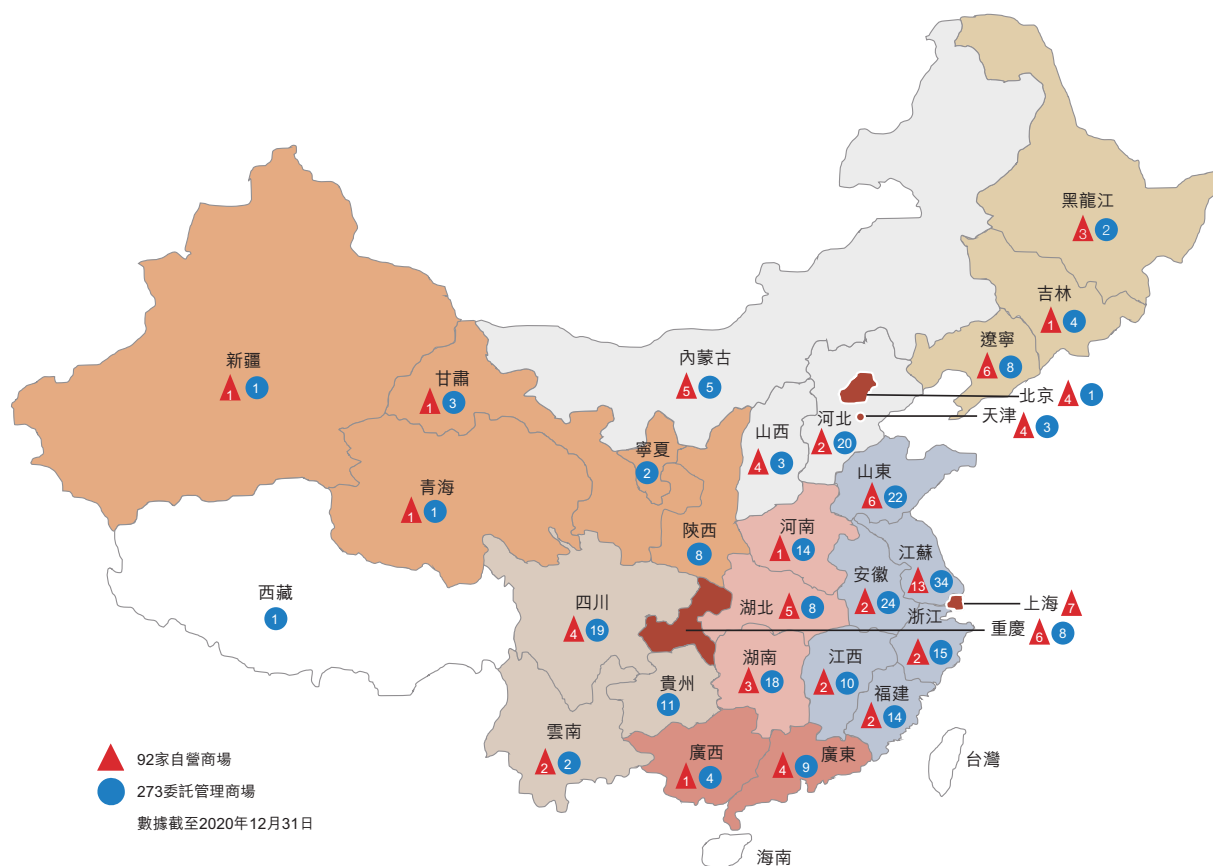 黑龍江
3 2
吉林
1 4
遼寧
6 8
新疆
1 1
甘肅
1 3
內蒙古
5 5
北京 4 1
天津 4 3
河北
2 20
山西
4 3
寧夏
2
山東
6 22
青海
1 1
陝西
8
河南
1 14
江蘇
13 34
安徽
2 24
西藏
1
四川
4 19
湖北 5 8
上海 7
浙江
2 15
重慶 6 8
湖南
3 18
江西
2 10
貴州
11
福建
2 14
雲南
2 2
廣西
1 4
廣東
4 9
台灣
海南
92家自營商場
273委託管理商場
數據截至2020年12月31日